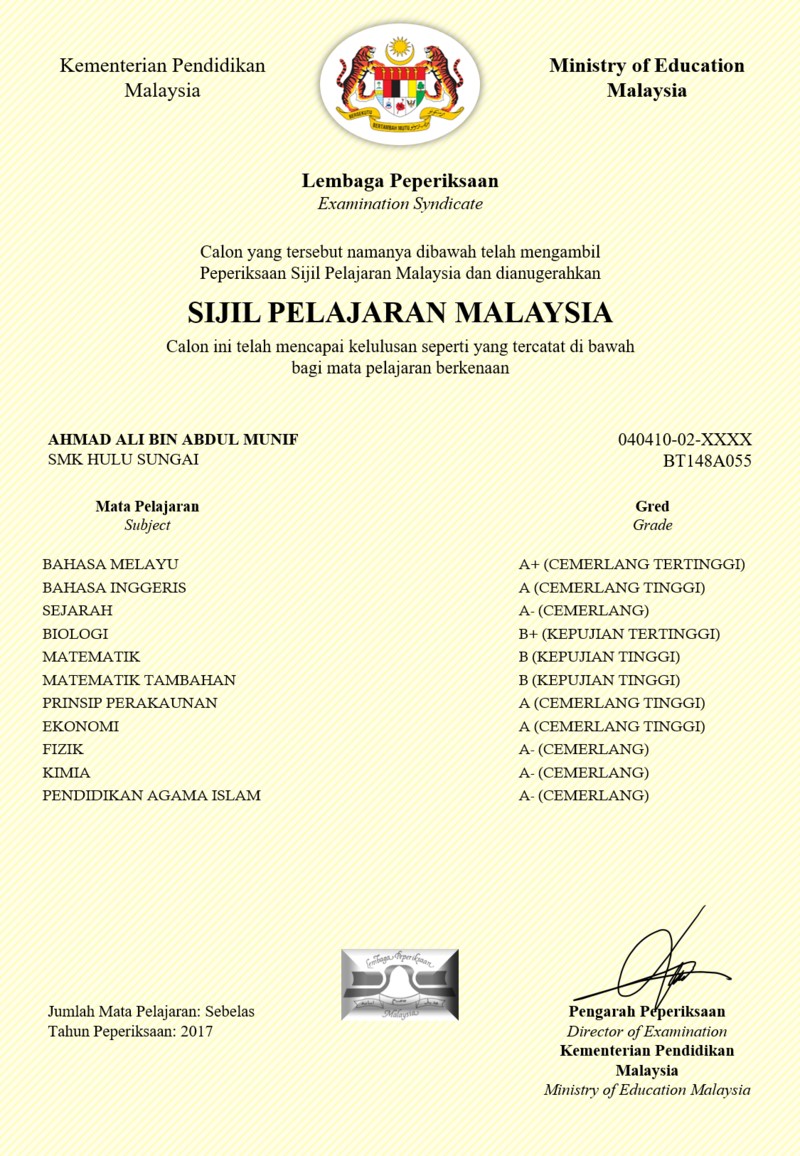 Kementerian Pendidikan
Malaysia
Ministry of Education
Malaysia
BERSEKUTU BERTAMBAH MUTU
Lembaga Peperiksaan
Examination Syndicate
Calon yang tersebut namanya dibawah telah mengambil
Peperiksaan Sijil Pelajaran Malaysia dan dianugerahkan
SIJIL PELAJARAN MALAYSIA
Calon ini telah mencapai kelulusan seperti yang tercatat di bawah
bagi mata pelajaran berkenaan
AHMAD ALI BIN ABDUL MUNIF 040410-02-XXXX
SMK HULU SUNGAI BT148A055
Mata Pelajaran Gred
Subject Grade
BAHASA MELAYU A+ (CEMERLANG TERTINGGI)
BAHASA INGGERIS A (CEMERLANG TINGGI)
SEJARAH A- (CEMERLANG)
BIOLOGI B+ (KEPUJIAN TERTINGGI)
MATEMATIK B (KEPUJIAN TINGGI)
MATEMATIK TAMBAHAN B (KEPUJIAN TINGGI)
PRINSIP PERAKAUNAN A (CEMERLANG TINGGI)
EKONOMI A (CEMERLANG TINGGI)
FIZIK A- (CEMERLANG)
KIMIA A- (CEMERLANG)
PENDIDIKAN AGAMA ISLAM A- (CEMERLANG)
Lembaga Peperiksaan
Malaysia
Jumlah Mata Pelajaran: Sebelas
Tahun Peperiksaan: 2017
Pengarah Peperiksaan
Director of Examination
Kementerian Pendidikan
Malaysia
Ministry of Education Malaysia